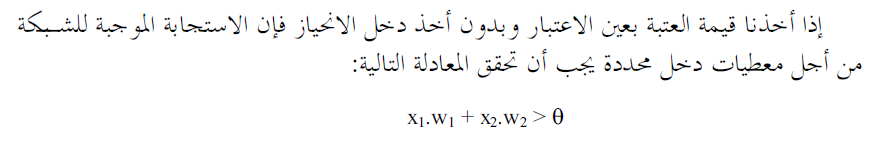 إذا أخذنا قيمة العتبة بعين الاعتبار وبدون أخذ دخل الانحياز فإن الاستجابة الموجبة للشبكة
من أجل معطيات دخل محددة يجب أن تحقق المعادلة التالية:
x₁.w₁ + x₂.w₂ > θ